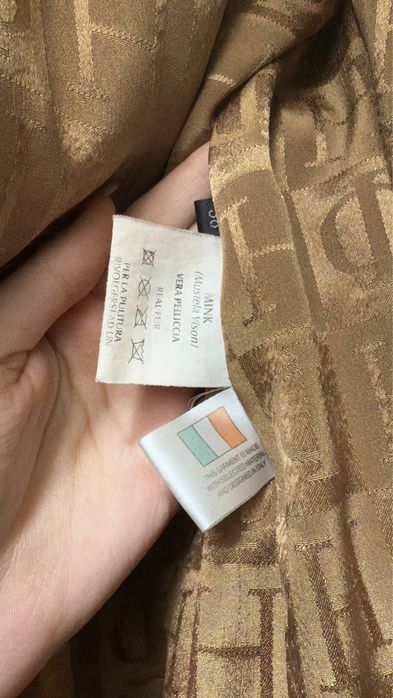 MINK
(Mustela Vison)
VERA PELLICCIA
REAL FUR
PER LA PULITURA
RIVOLGERSI AD UN
THIS GARMENT IS MADE
WITH SELECTED MATERIAL
AND DESIGNED IN ITALY